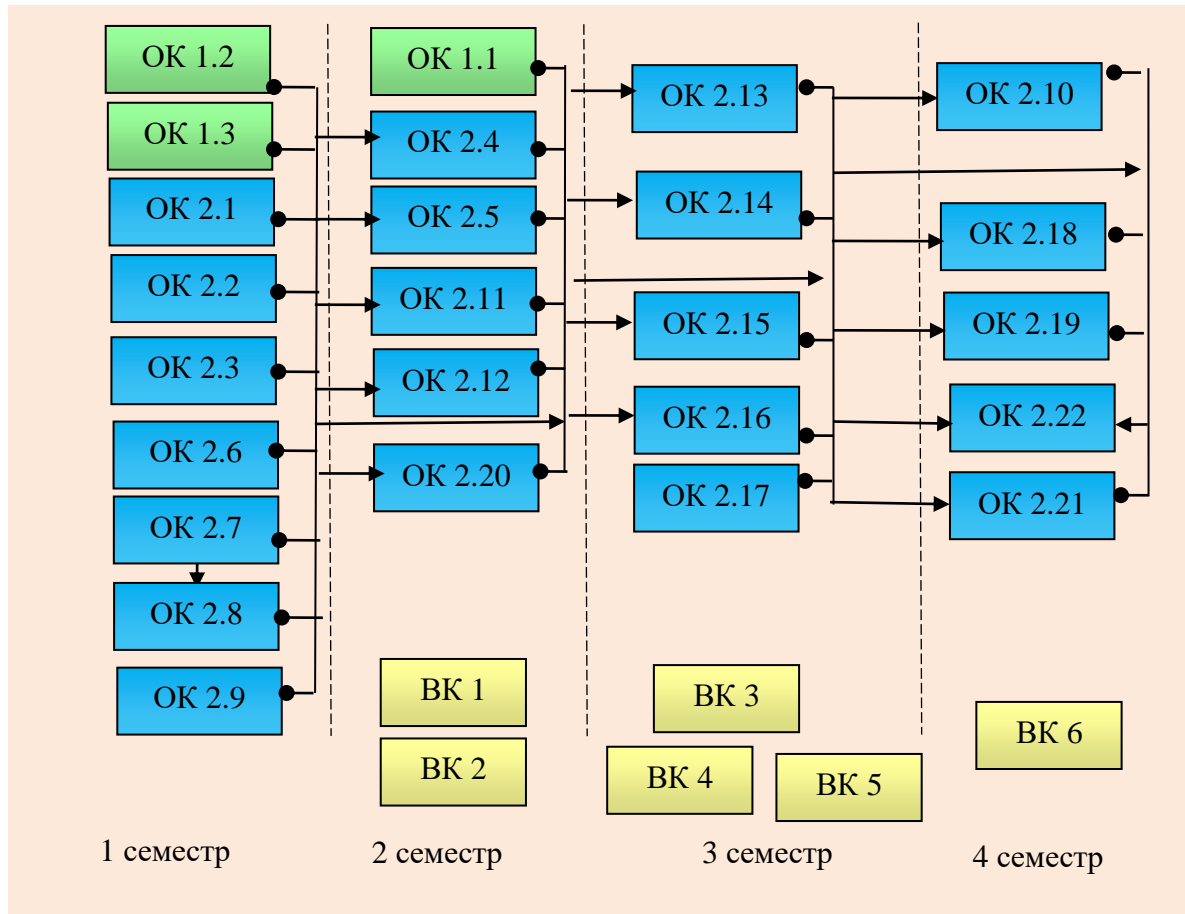 ОК 1.2
ОК 1.3
ОК 2.1
ОК 2.2
ОК 2.3
ОК 2.6
ОК 2.7
ОК 2.8
ОК 2.9
1 семестр
ОК 1.1
ОК 2.4
ОК 2.5
ОК 2.11
ОК 2.12
ОК 2.20
ВК 1
ВК 2
2 семестр
ОК 2.13
ОК 2.14
ОК 2.15
ОК 2.16
ОК 2.17
ВК 3
ВК 4
ВК 5
3 семестр
ОК 2.10
ОК 2.18
ОК 2.19
ОК 2.22
ОК 2.21
ВК 6
4 семестр